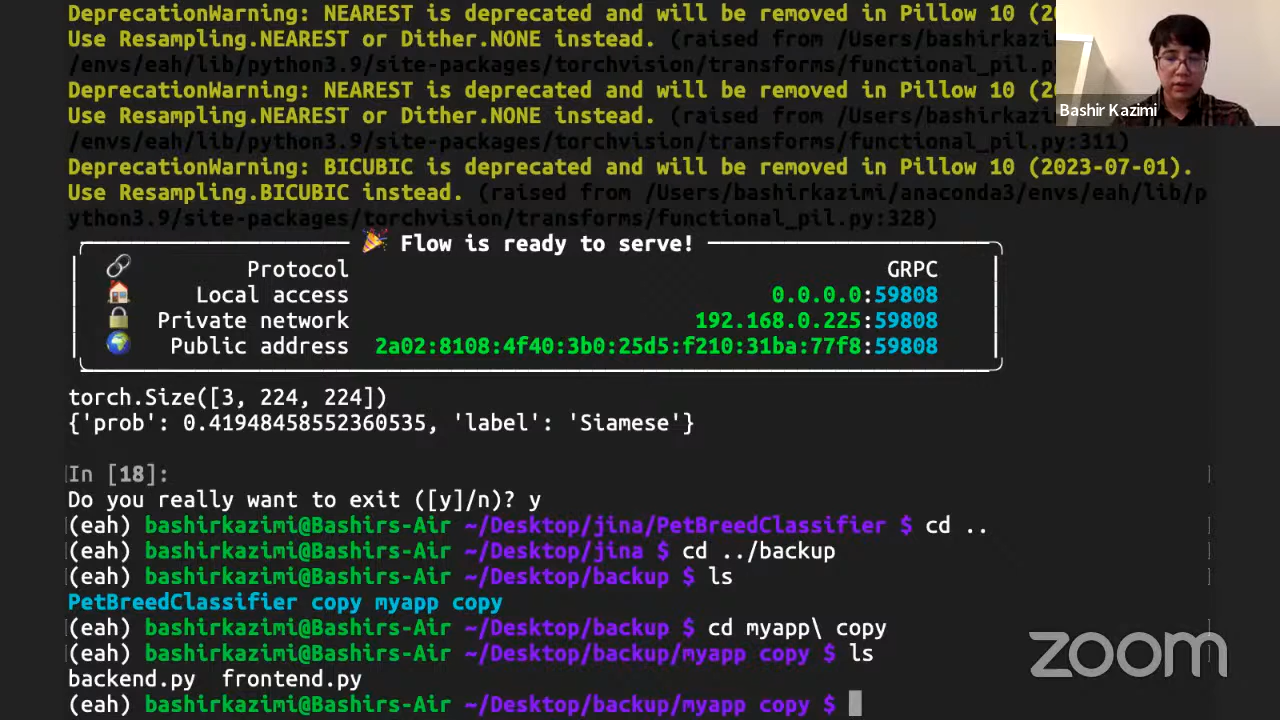 DeprecationWarning: NEAREST is deprecated and will be removed in Pillow 10 (20
Use Resampling.NEAREST or Dither.NONE instead. (raised from /Users/bashirkazim
/envs/eah/lib/python3.9/site-packages/torchvision/transforms/functional_pil.py
DeprecationWarning: NEAREST is deprecated and will be removed in Pillow 10 (20
Use Resampling.NEAREST or Dither.NONE instead. (raised from /Users/bashirkazim
/envs/eah/lib/python3.9/site-packages/torchvision/transforms/functional_pil.py:311)
DeprecationWarning: BICUBIC is deprecated and will be removed in Pillow 10 (2023-07-01).
Use Resampling.BICUBIC instead. (raised from /Users/bashirkazimi/anaconda3/envs/eah/lib/p
ython3.9/site-packages/torchvision/transforms/functional_pil.py:328)
🎉 Flow is ready to serve!
🔗 Protocol GRPC
🏠 Local access 0.0.0.0:59808
🔒 Private network 192.168.0.225:59808
🌍 Public address 2a02:8108:4f40:3b0:25d5:f210:31ba:77f8:59808
torch.Size([3, 224, 224])
{'prob': 0.41948458552360535, 'label': 'Siamese'}
In [18]:
Do you really want to exit ([y]/n)? y
(eah) bashirkazimi@Bashirs-Air ~/Desktop/jina/PetBreedClassifier $ cd ..
(eah) bashirkazimi@Bashirs-Air ~/Desktop/jina $ cd ../backup
(eah) bashirkazimi@Bashirs-Air ~/Desktop/backup $ ls
PetBreedClassifier copy myapp copy
(eah) bashirkazimi@Bashirs-Air ~/Desktop/backup $ cd myapp\ copy
(eah) bashirkazimi@Bashirs-Air ~/Desktop/backup/myapp copy $ ls
backend.py frontend.py
(eah) bashirkazimi@Bashirs-Air ~/Desktop/backup/myapp copy $
Bashir Kazimi
zoom